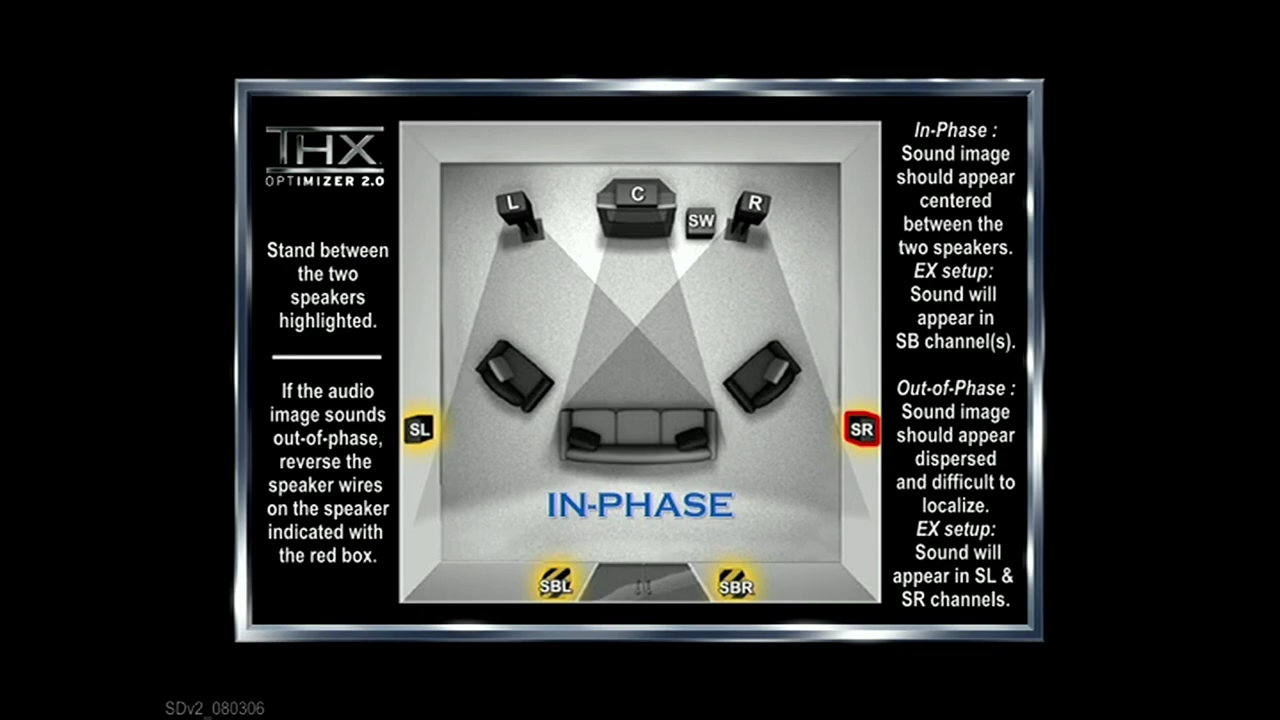 THX
OPTIMIZER 2.0
Stand between
the two
speakers
highlighted.
If the audio
image sounds
out-of-phase,
reverse the
speaker wires
on the speaker
indicated with
the red box.
L
C
R
SW
SL
SR
IN-PHASE
SBL
SBR
In-Phase :
Sound image
should appear
centered
between the
two speakers.
EX setup:
Sound will
appear in
SB channel(s).
Out-of-Phase :
Sound image
should appear
dispersed
and difficult to
localize.
EX setup:
Sound will
appear in SL &
SR channels.
SDv2_080306